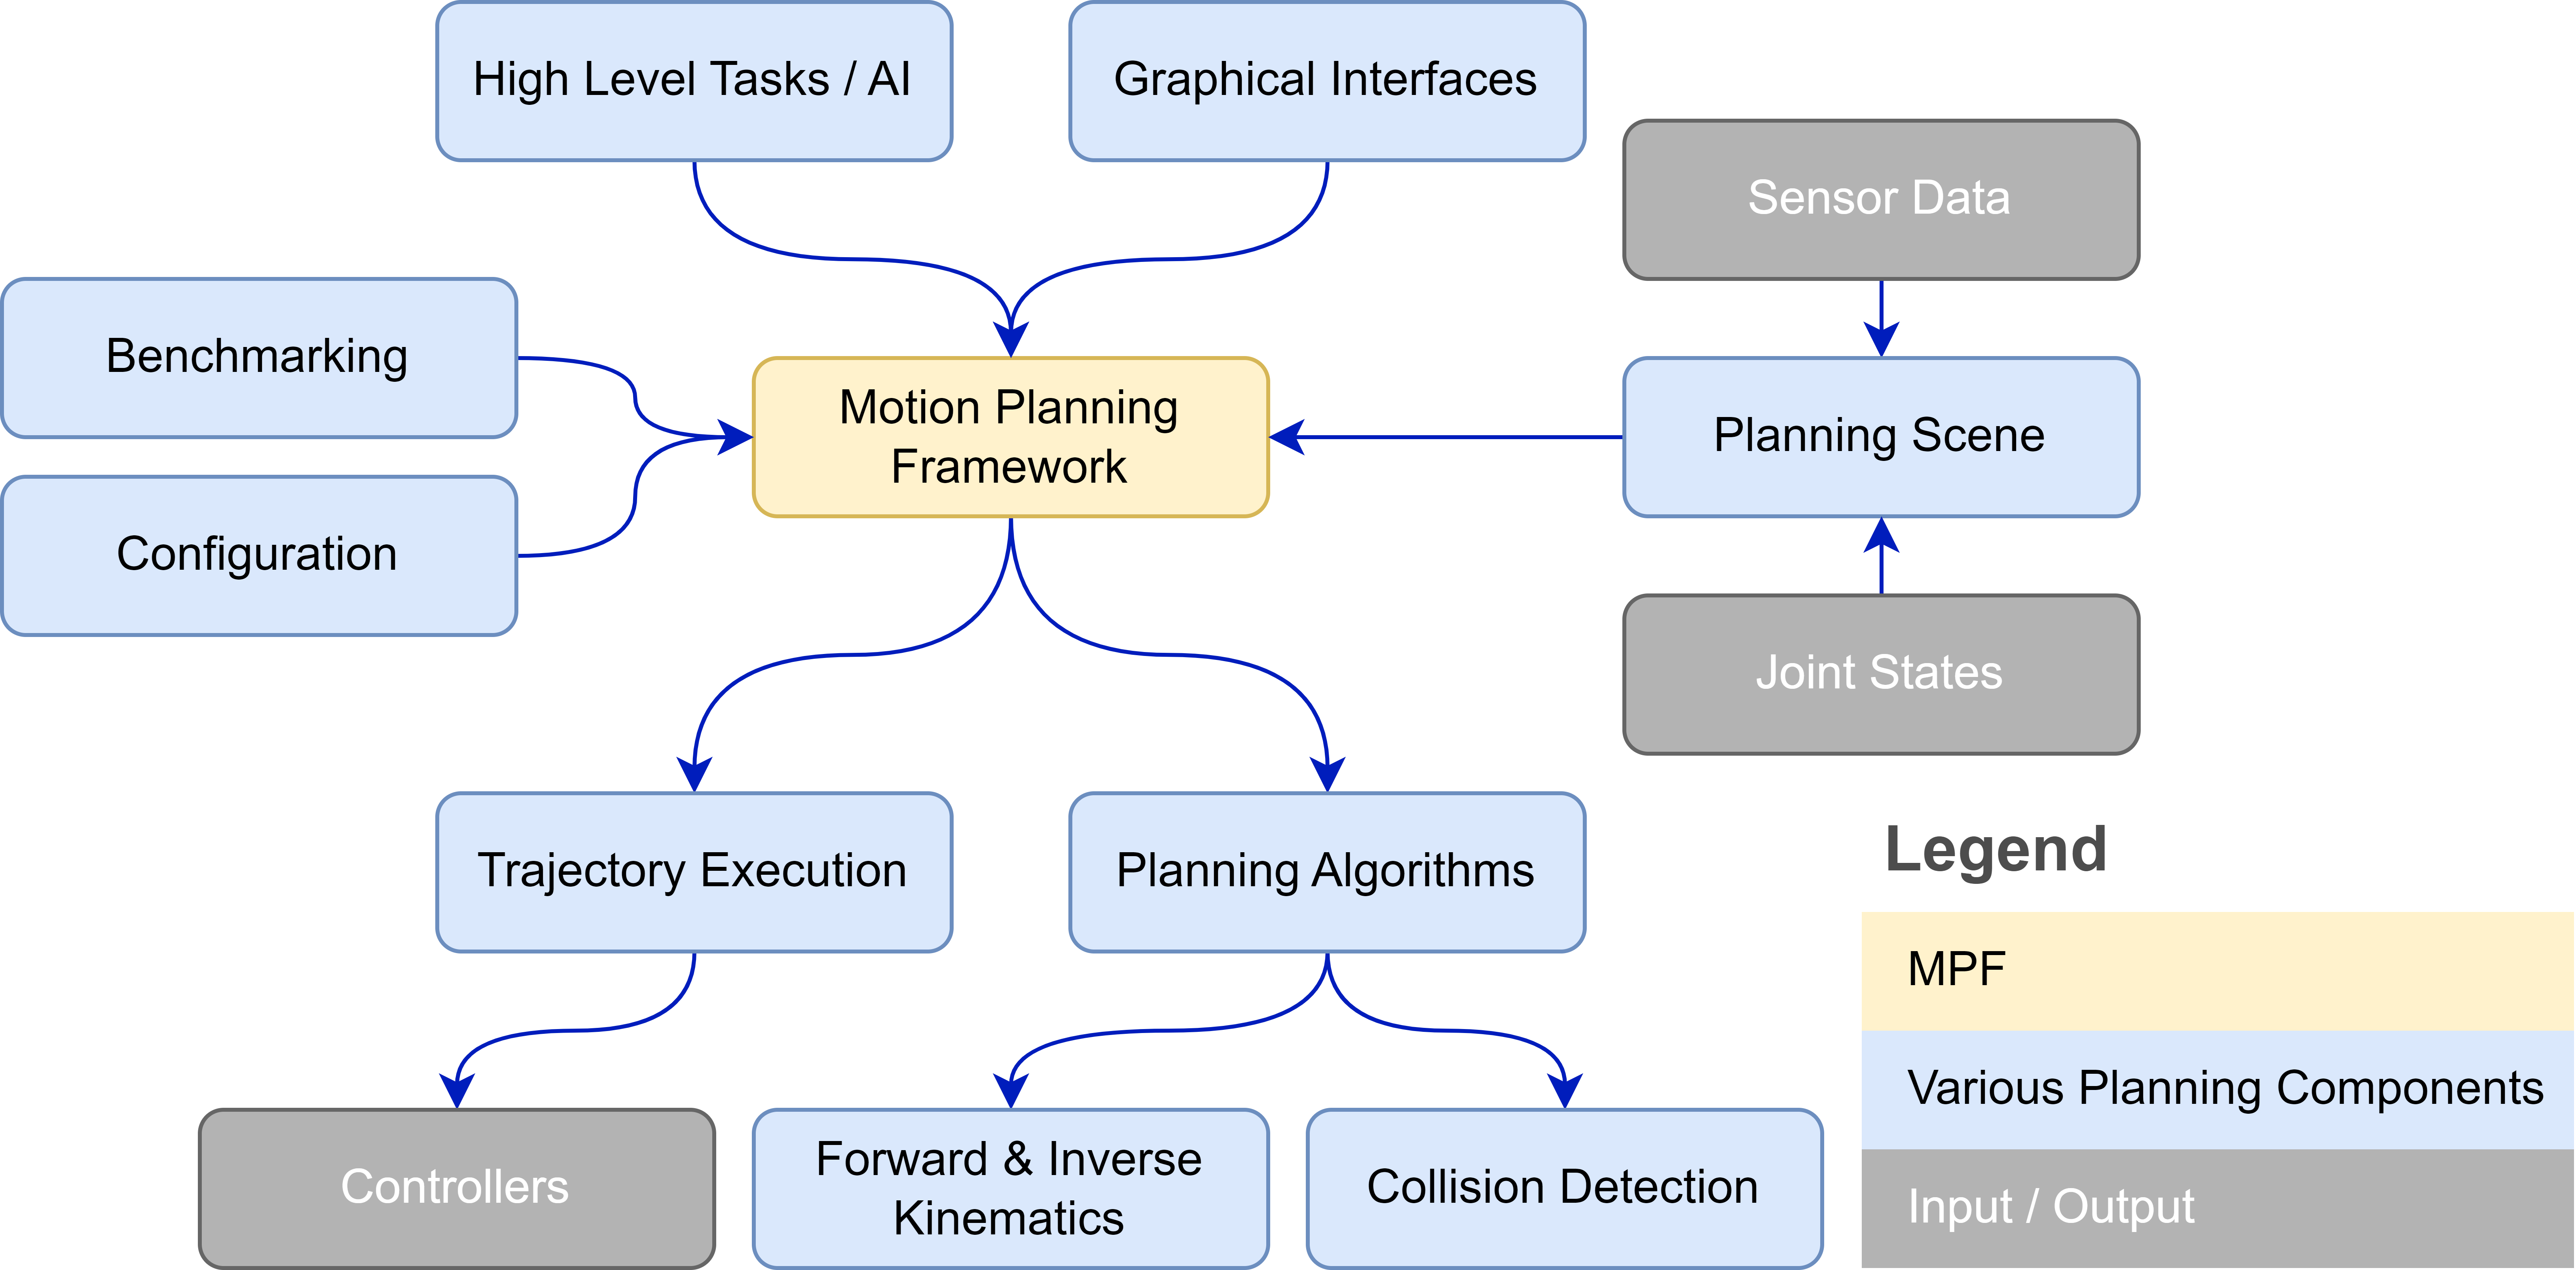 High Level Tasks / AI
Graphical Interfaces
Sensor Data
Benchmarking
Motion Planning
Framework
Planning Scene
Configuration
Joint States
Trajectory Execution
Planning Algorithms
Controllers
Forward & Inverse
Kinematics
Collision Detection
Legend
MPF
Various Planning Components
Input / Output